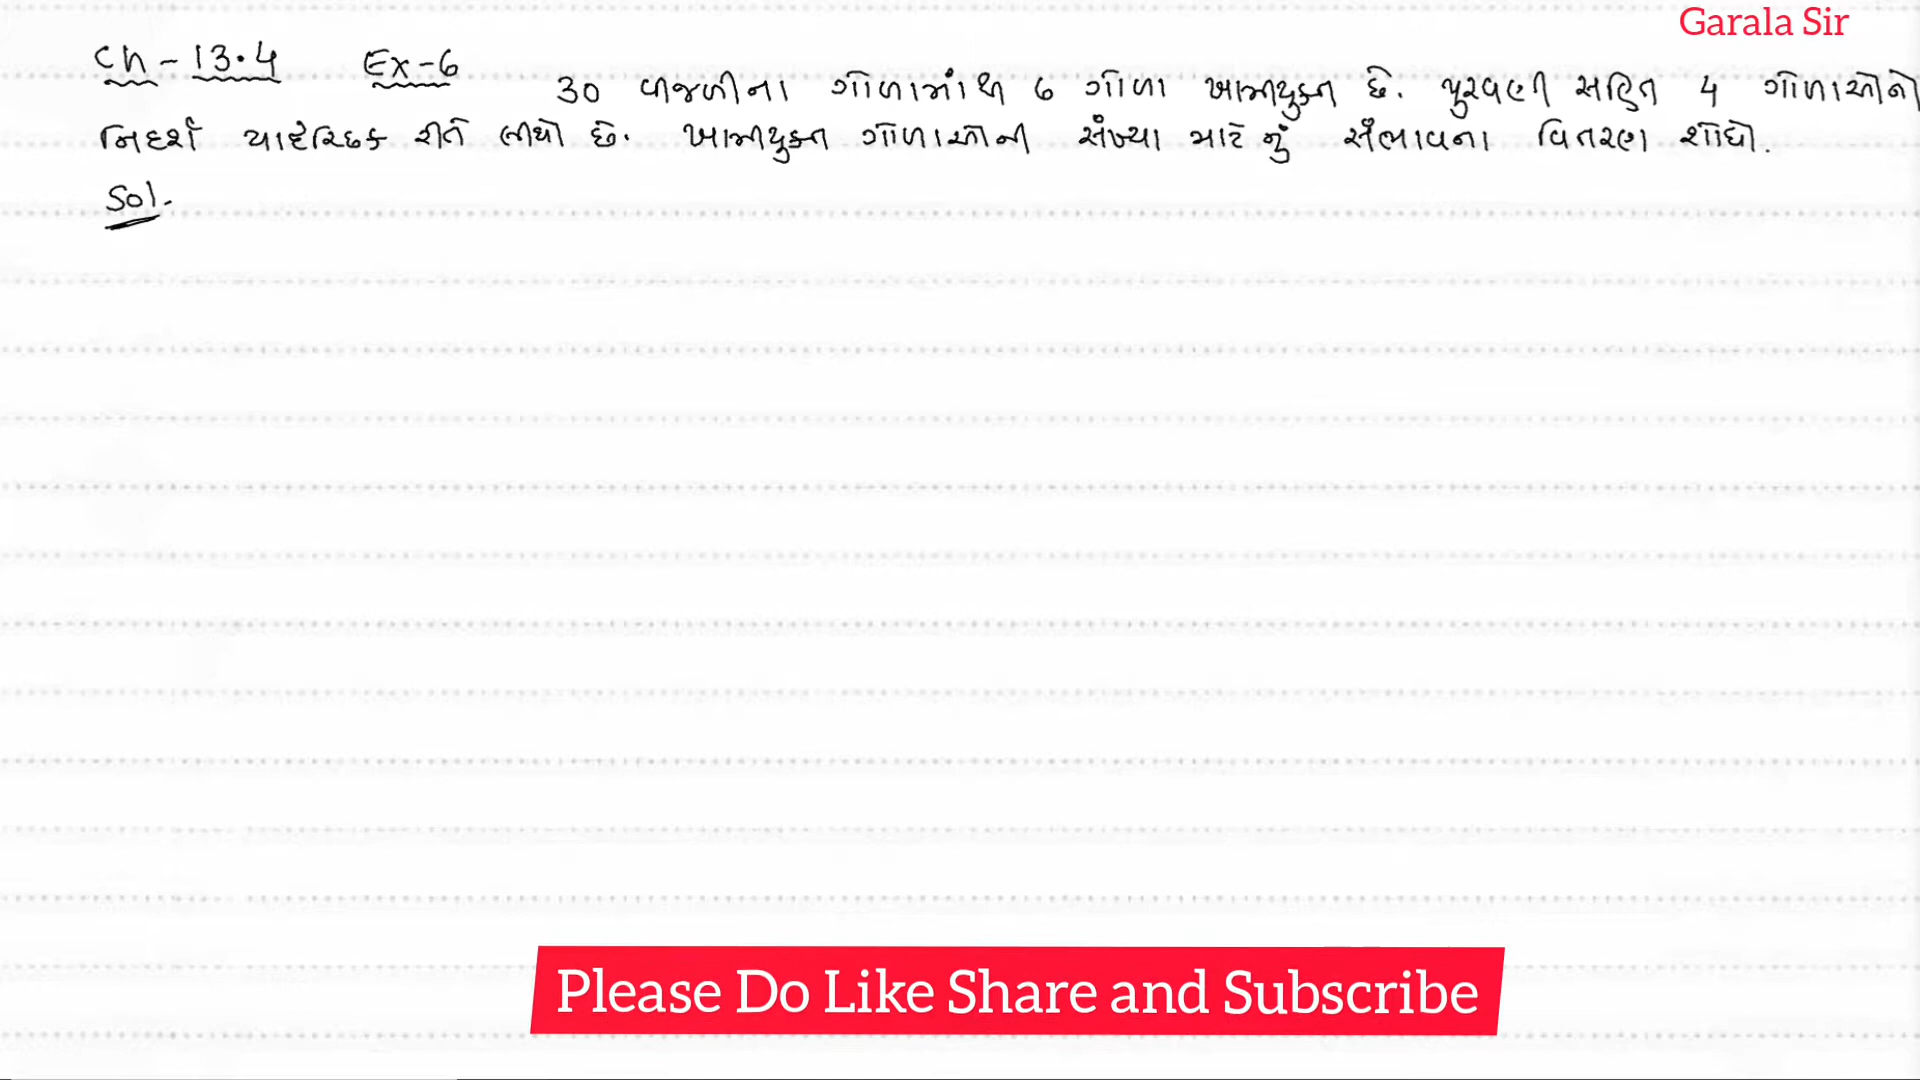 Garala Sir
Ch - 13.4 Ex-6 30 વીજળીના ગોળામાંથી 6 ગોળા ખામીયુક્ત છે. પુરવણી સહિત 4 ગોળાઓનો
નિદર્શ યાદૃચ્છિક રીતે લીધો છે. ખામીયુક્ત ગોળાઓની સંખ્યા માટેનું સંભાવના વિતરણ શોધો.
Sol.
Please Do Like Share and Subscribe